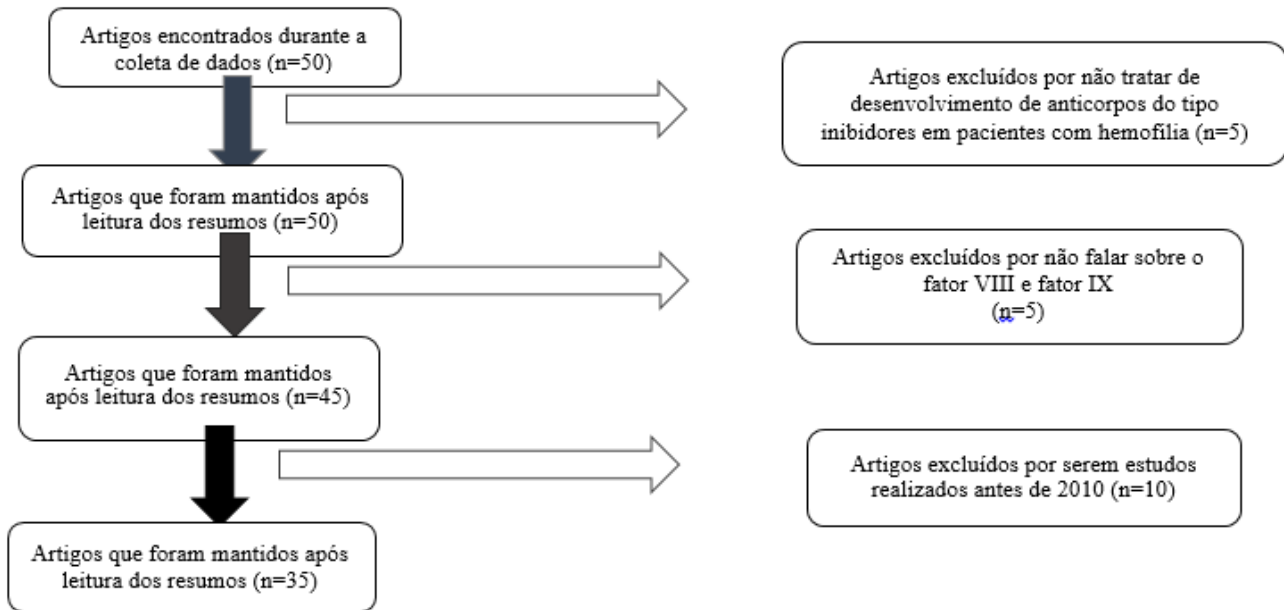 Artigos encontrados durante a
coleta de dados (n=50)
Artigos excluídos por não tratar de
desenvolvimento de anticorpos do tipo
inibidores em pacientes com hemofília (n=5)
Artigos que foram mantidos após
leitura dos resumos (n=50)
Artigos excluídos por não falar sobre o
fator VIII e fator IX
(n=5)
Artigos que foram mantidos
após leitura dos resumos (n=45)
Artigos excluídos por serem estudos
realizados antes de 2010 (n=10)
Artigos que foram mantidos após
leitura dos resumos (n=35)